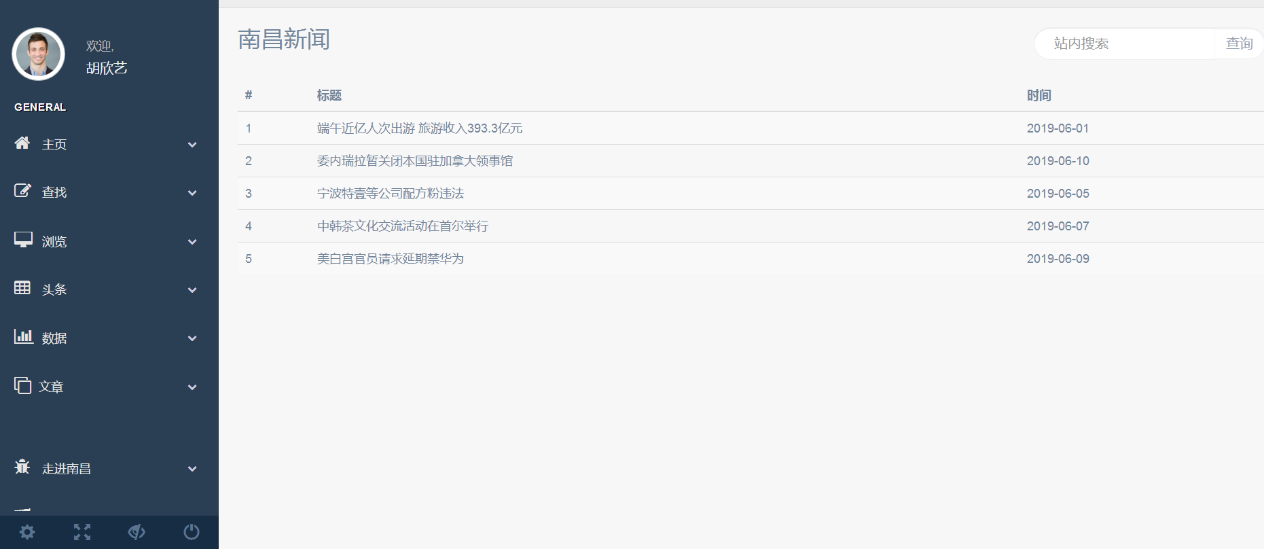 欢迎,
胡欣艺
GENERAL
主页
查找
浏览
头条
数据
文章
走进南昌
南昌新闻
站内搜索 查询
# 标题 时间
1 端午近亿人次出游 旅游收入393.3亿元 2019-06-01
2 委内瑞拉暂关闭本国驻加拿大领事馆 2019-06-10
3 宁波特壹等公司配方粉违法 2019-06-05
4 中韩茶文化交流活动在首尔举行 2019-06-07
5 美白宫官员请求延期禁华为 2019-06-09